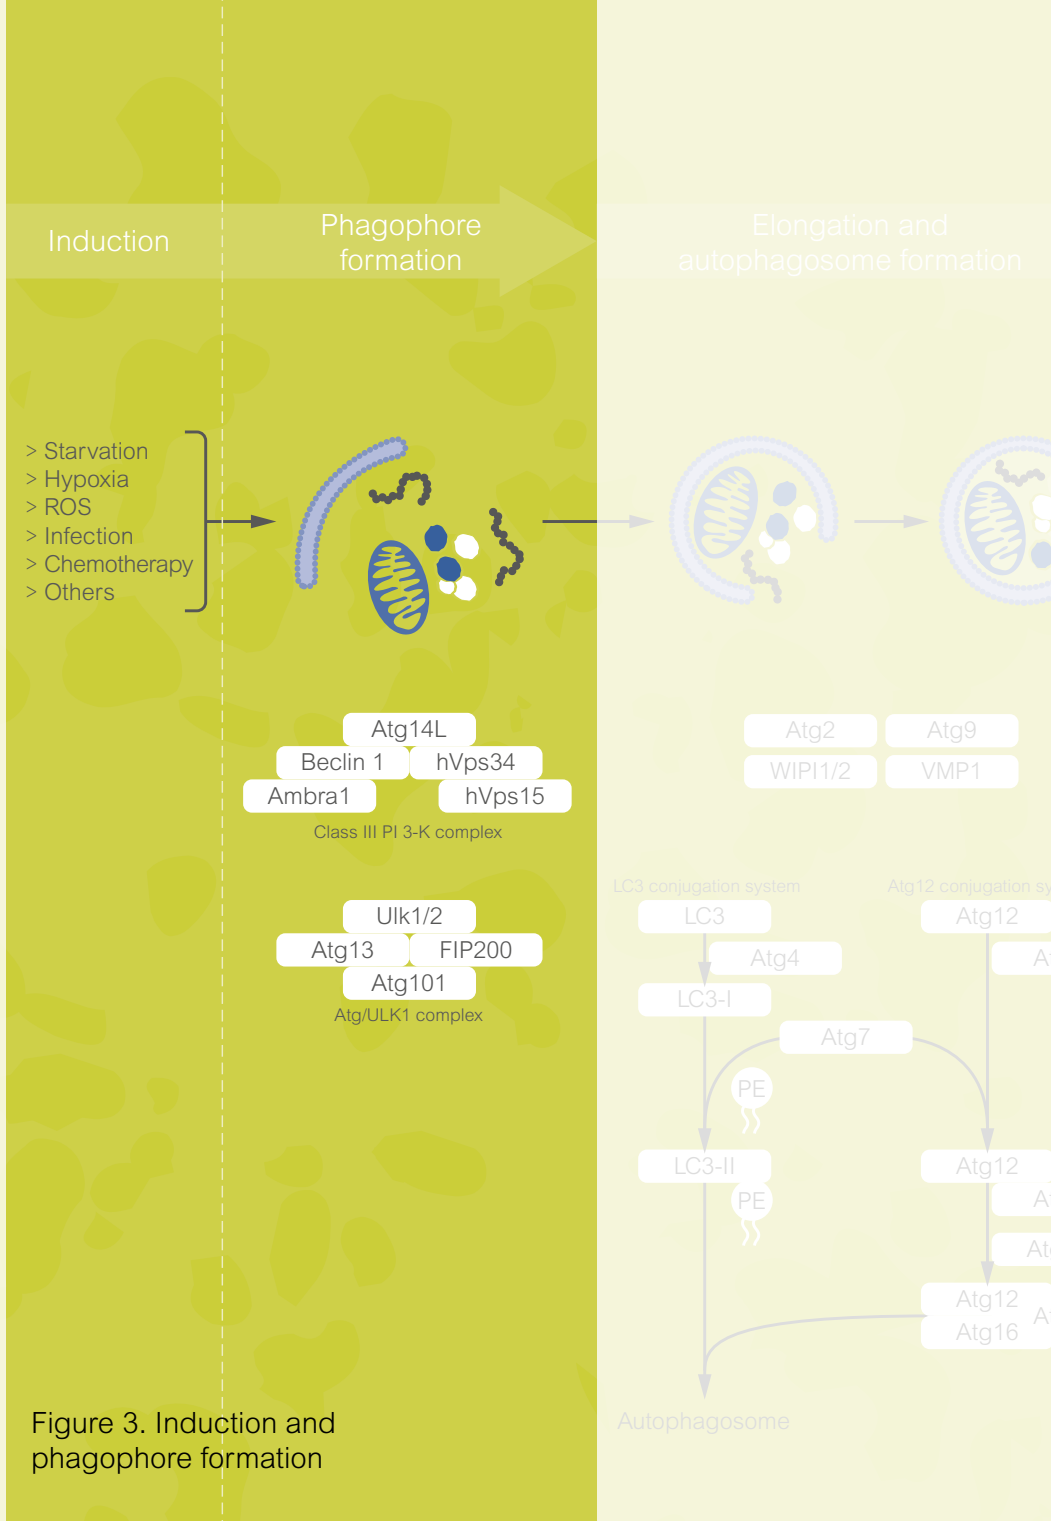 Induction
Phagophore
formation
Elongation and
autophagosome formation
> Starvation
> Hypoxia
> ROS
> Infection
> Chemotherapy
> Others
Atg14L
Beclin 1
hVps34
Ambra1
hVps15
Class III PI 3-K complex
Ulk1/2
Atg13
FIP200
Atg101
Atg/ULK1 complex
Atg2
Atg9
WIPI1/2
VMP1
LC3 conjugation system
LC3
Atg4
LC3-I
Atg7
PE
LC3-II
PE
Autophagosome
Atg12 conjugation
Atg12
Atg12
Atg12
Atg16
Figure 3. Induction and
phagophore formation